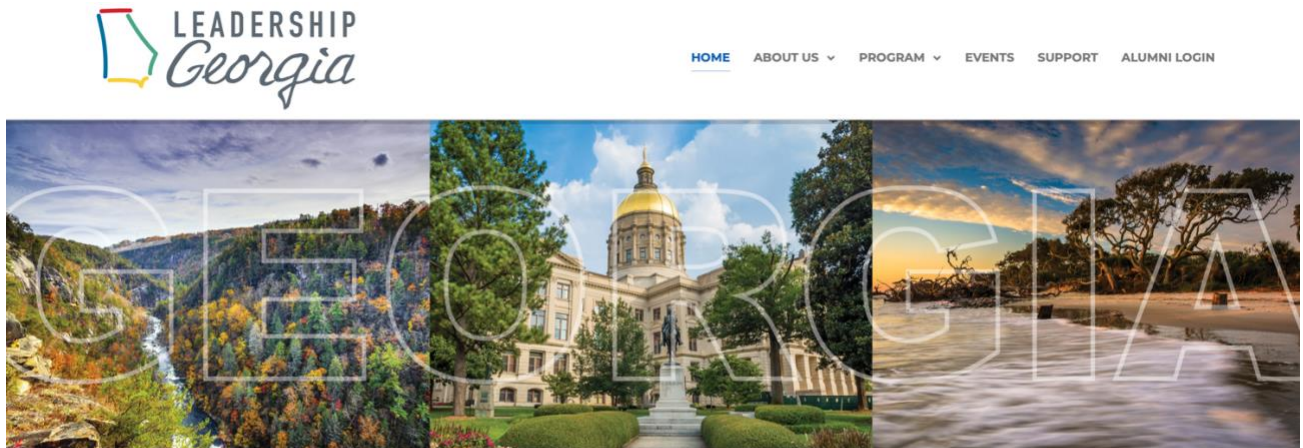 LEADERSHIP
Georgia
HOME ABOUT US PROGRAM EVENTS SUPPORT ALUMNI LOGIN
GEORGIA